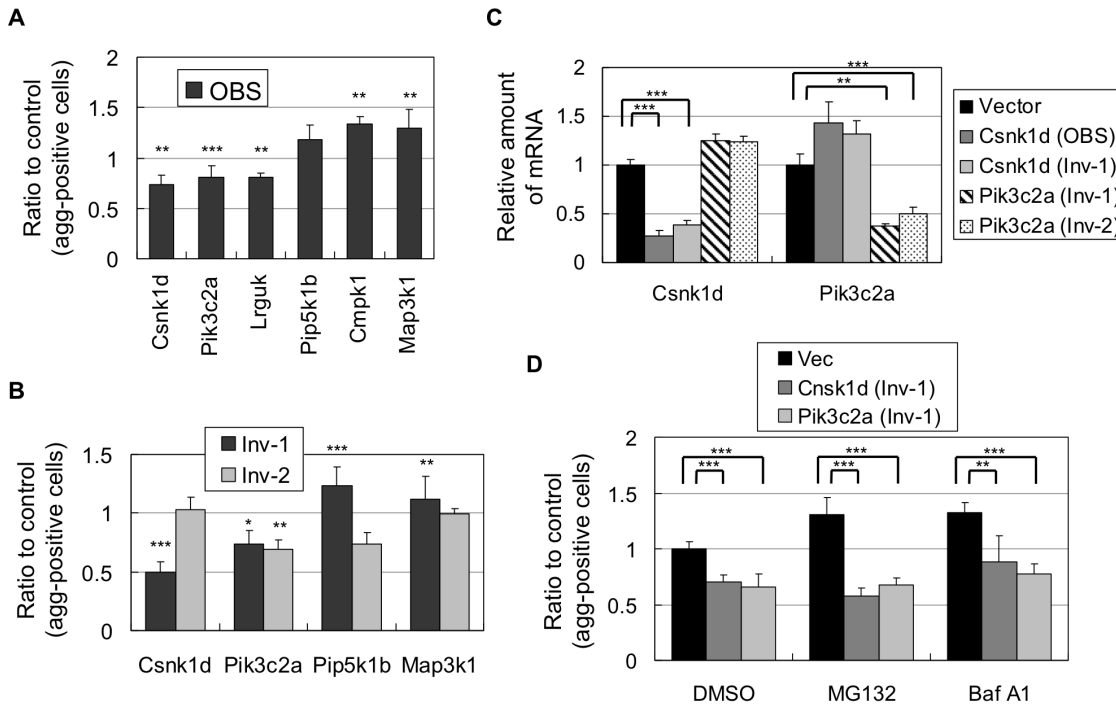 A
Ratio to control
(agg-positive cells)
2
1.5
1
0.5
0
OBS
**
***
**
**
**
Csnk1d
Pik3c2a
Lrguk
Pip5k1b
Cmpk1
Map3k1
B
Ratio to control
(agg-positive cells)
1.5
1
0.5
0
Inv-1
Inv-2
***
*
**
***
**
Csnk1d Pik3c2a Pip5k1b Map3k1
C
Relative amount
of mRNA
2
1.5
1
0.5
0
***
***
***
**
Csnk1d
Pik3c2a
Vector
Csnk1d (OBS)
Csnk1d (Inv-1)
Pik3c2a (Inv-1)
Pik3c2a (Inv-2)
D
Vec
Cnsk1d (Inv-1)
Pik3c2a (Inv-1)
Ratio to control
(agg-positive cells)
2
1.5
1
0.5
0
***
***
***
***
***
**
DMSO
MG132
Baf A1